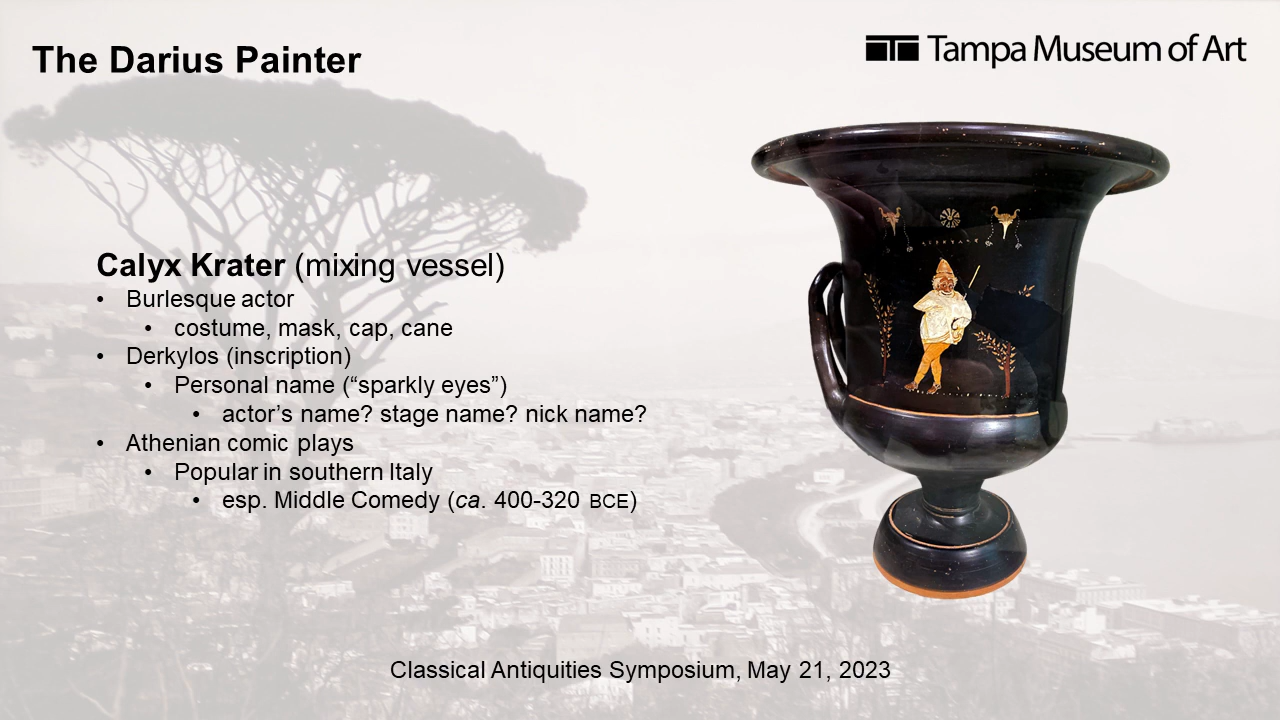 The Darius Painter
Tampa Museum of Art
Calyx Krater (mixing vessel)
• Burlesque actor
• costume, mask, cap, cane
• Derkylos (inscription)
• Personal name (“sparkly eyes”)
• actor’s name? stage name? nick name?
• Athenian comic plays
• Popular in southern Italy
• esp. Middle Comedy (ca. 400-320 BCE)
Classical Antiquities Symposium, May 21, 2023